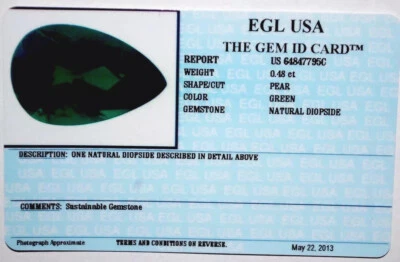 EGL USA
THE GEM ID CARD™
REPORT US 64847795C
WEIGHT 0.48 ct
SHAPE/CUT PEAR
COLOR GREEN
GEMSTONE NATURAL DIOPSIDE
DESCRIPTION: ONE NATURAL DIOPSIDE DESCRIBED IN DETAIL ABOVE
COMMENTS: Sustainable Gemstone
Photograph Approximate TERMS AND CONDITIONS ON REVERSE. May 22, 2013